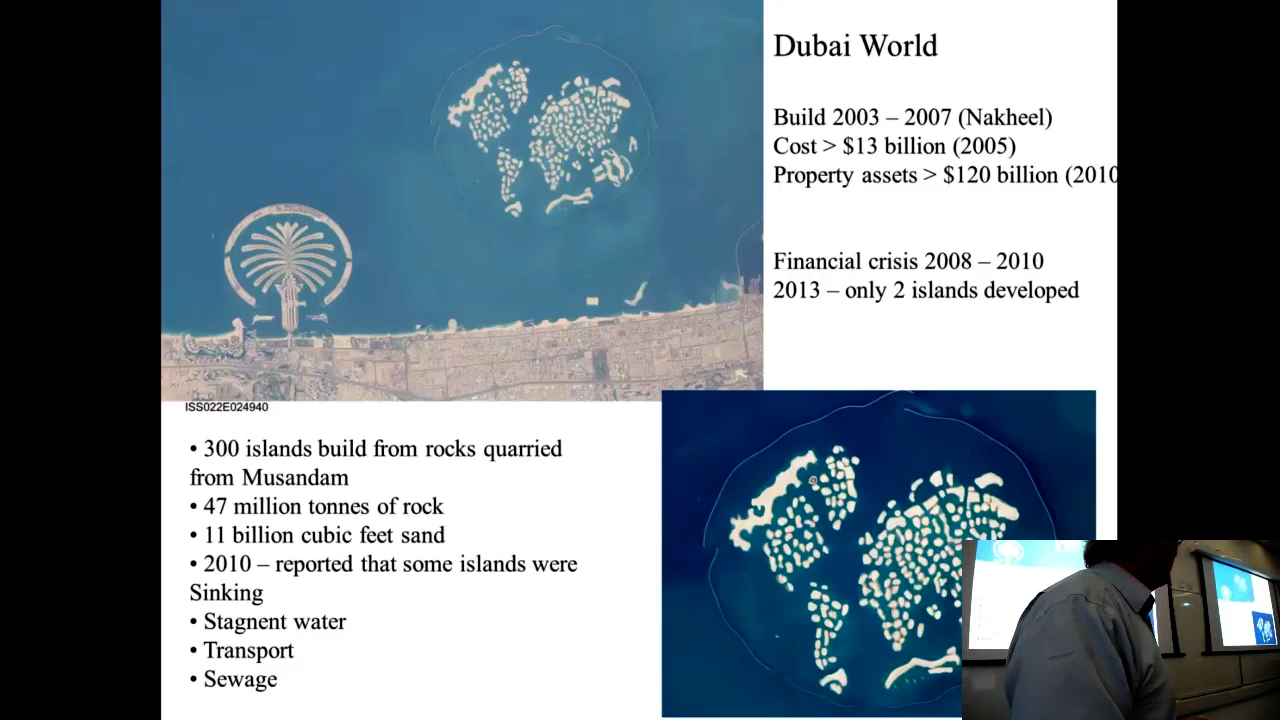 Dubai World
Build 2003 – 2007 (Nakheel)
Cost > $13 billion (2005)
Property assets > $120 billion (2010
Financial crisis 2008 – 2010
2013 – only 2 islands developed
ISS022E024940
• 300 islands build from rocks quarried
from Musandam
• 47 million tonnes of rock
• 11 billion cubic feet sand
• 2010 – reported that some islands were
Sinking
• Stagnent water
• Transport
• Sewage